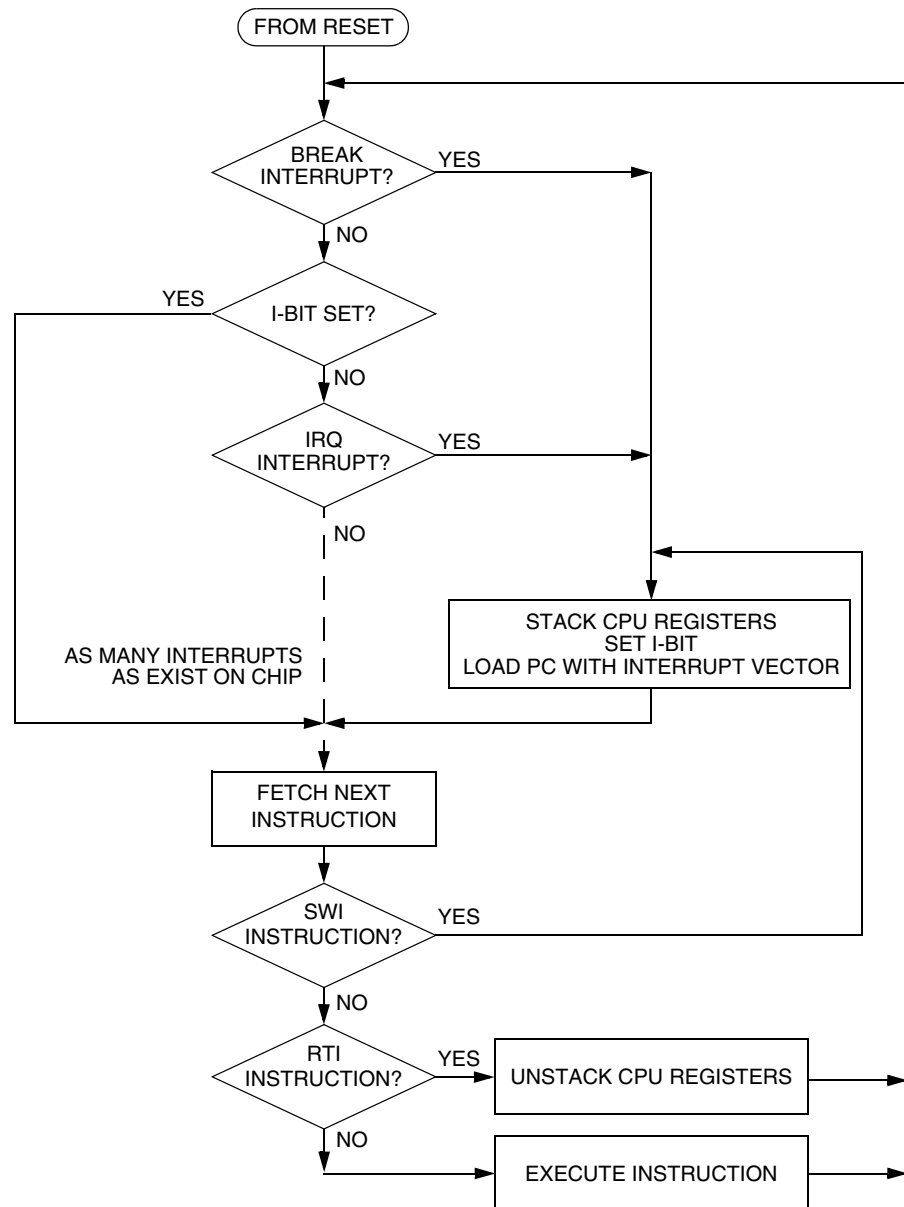 FROM RESET
BREAK
INTERRUPT?
YES
NO
YES
I-BIT SET?
NO
IRQ
INTERRUPT?
YES
NO
STACK CPU REGISTERS
SET I-BIT
LOAD PC WITH INTERRUPT VECTOR
AS MANY INTERRUPTS
AS EXIST ON CHIP
FETCH NEXT
INSTRUCTION
SWI
INSTRUCTION?
YES
NO
RTI
INSTRUCTION?
YES
UNSTACK CPU REGISTERS
NO
EXECUTE INSTRUCTION